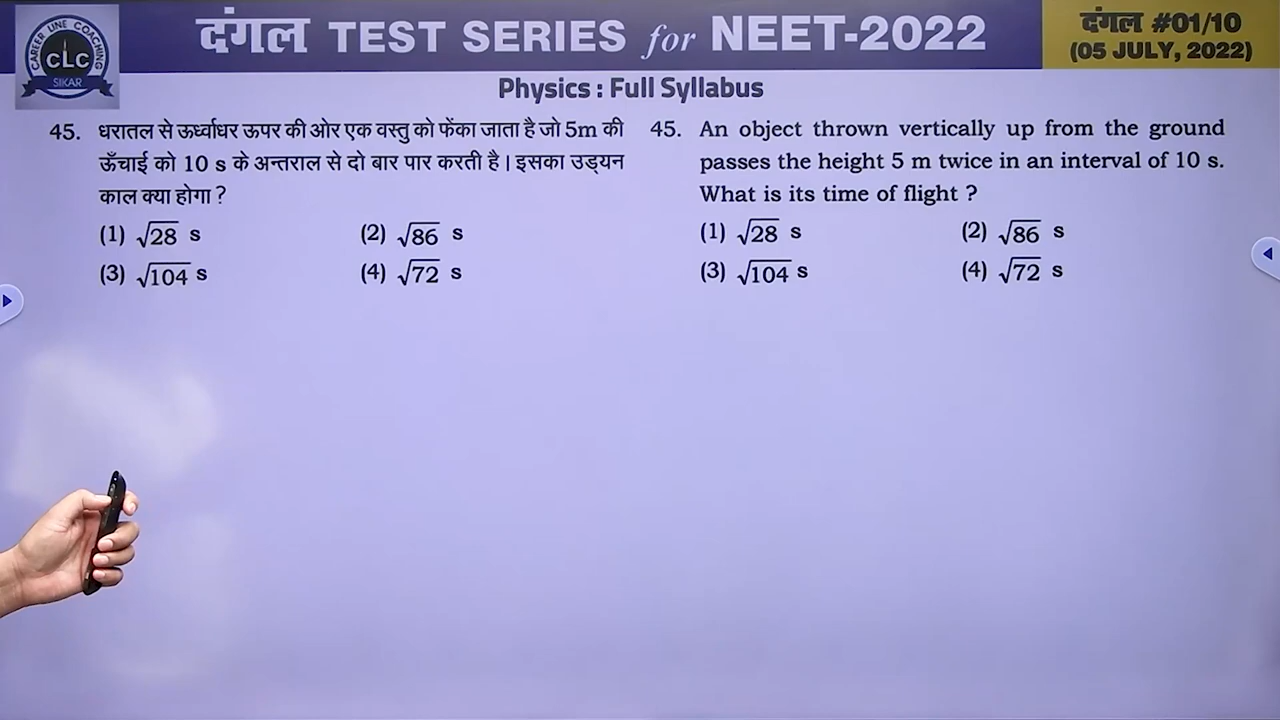 CAREER LINE COACHING
CLC
SIKAR
दंगल TEST SERIES for NEET-2022
दंगल #01/10
(05 JULY, 2022)
Physics : Full Syllabus
45. धरातल से ऊर्ध्वाधर ऊपर की ओर एक वस्तु को फेंका जाता है जो 5m की
ऊँचाई को 10 s के अन्तराल से दो बार पार करती है। इसका उड्यन
काल क्या होगा ?
(1) √28 s (2) √86 s
(3) √104 s (4) √72 s
45. An object thrown vertically up from the ground
passes the height 5 m twice in an interval of 10 s.
What is its time of flight ?
(1) √28 s (2) √86 s
(3) √104 s (4) √72 s